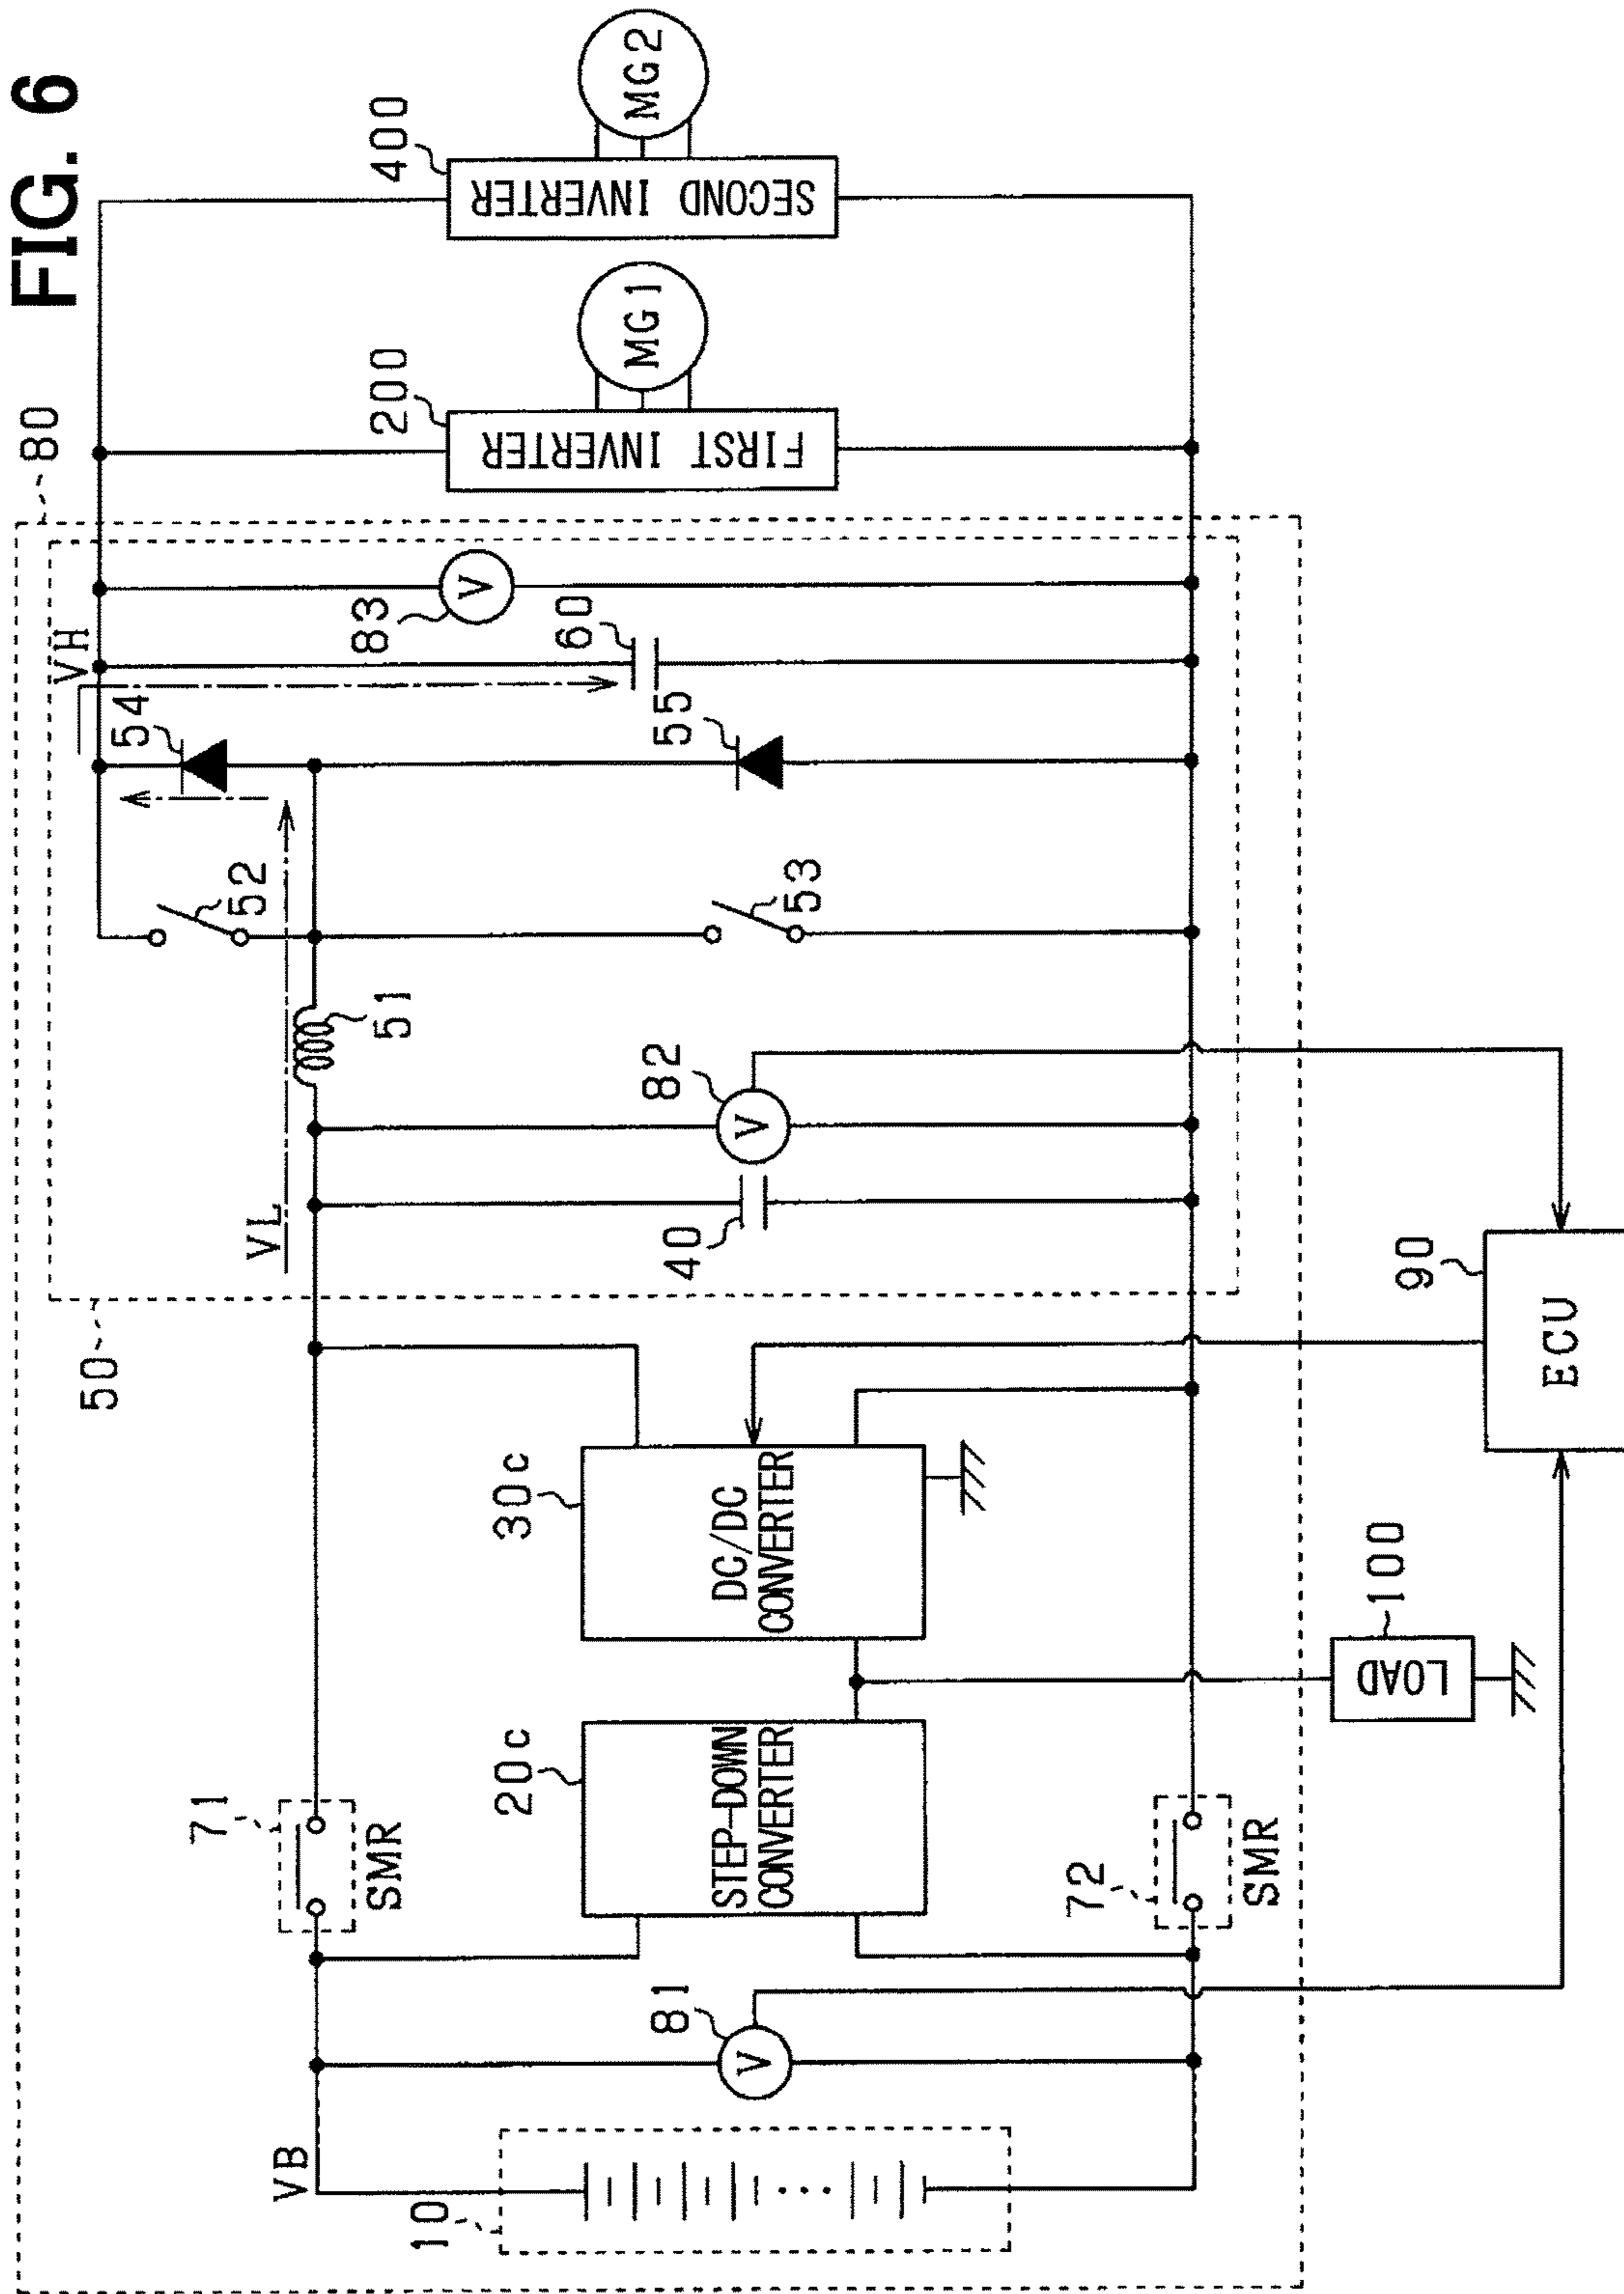 FIG. 6
80
50
VB
VL
VH
10
81
71
SMR
72
SMR
20c
STEP-DOWN
CONVERTER
30c
DC/DC
CONVERTER
40
V
82
V
51
52
53
54
55
60
83
V
200
FIRST INVERTER
MG1
400
SECOND INVERTER
MG2
LOAD
100
ECU
90